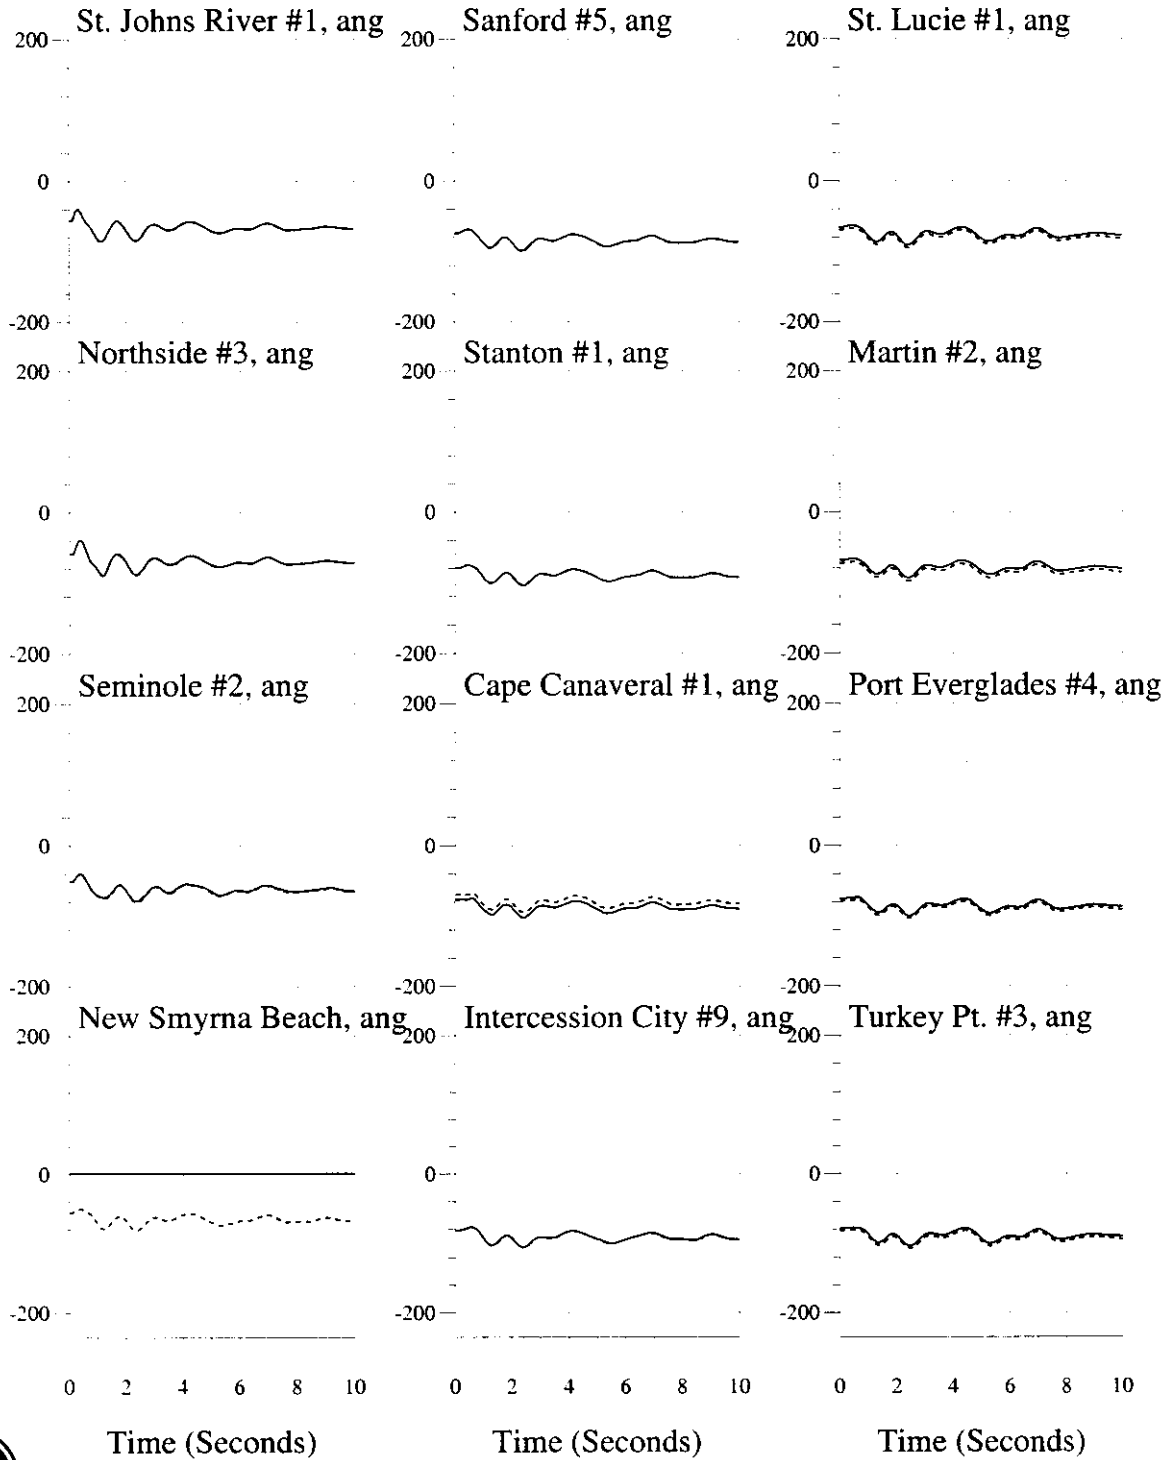 St. Johns River #1, ang Sanford #5, ang St. Lucie #1, ang
200 200 200
0 0 0
-200 -200 -200
Northside #3, ang Stanton #1, ang Martin #2, ang
200 200 200
0 0 0
-200 -200 -200
Seminole #2, ang Cape Canaveral #1, ang Port Everglades #4, ang
200 200 200
0 0 0
-200 -200 -200
New Smyrna Beach, ang Intercession City #9, ang Turkey Pt. #3, ang
200 200 200
0 0 0
-200 -200 -200
0 2 4 6 8 10 0 2 4 6 8 10 0 2 4 6 8 10
Time (Seconds) Time (Seconds) Time (Seconds)